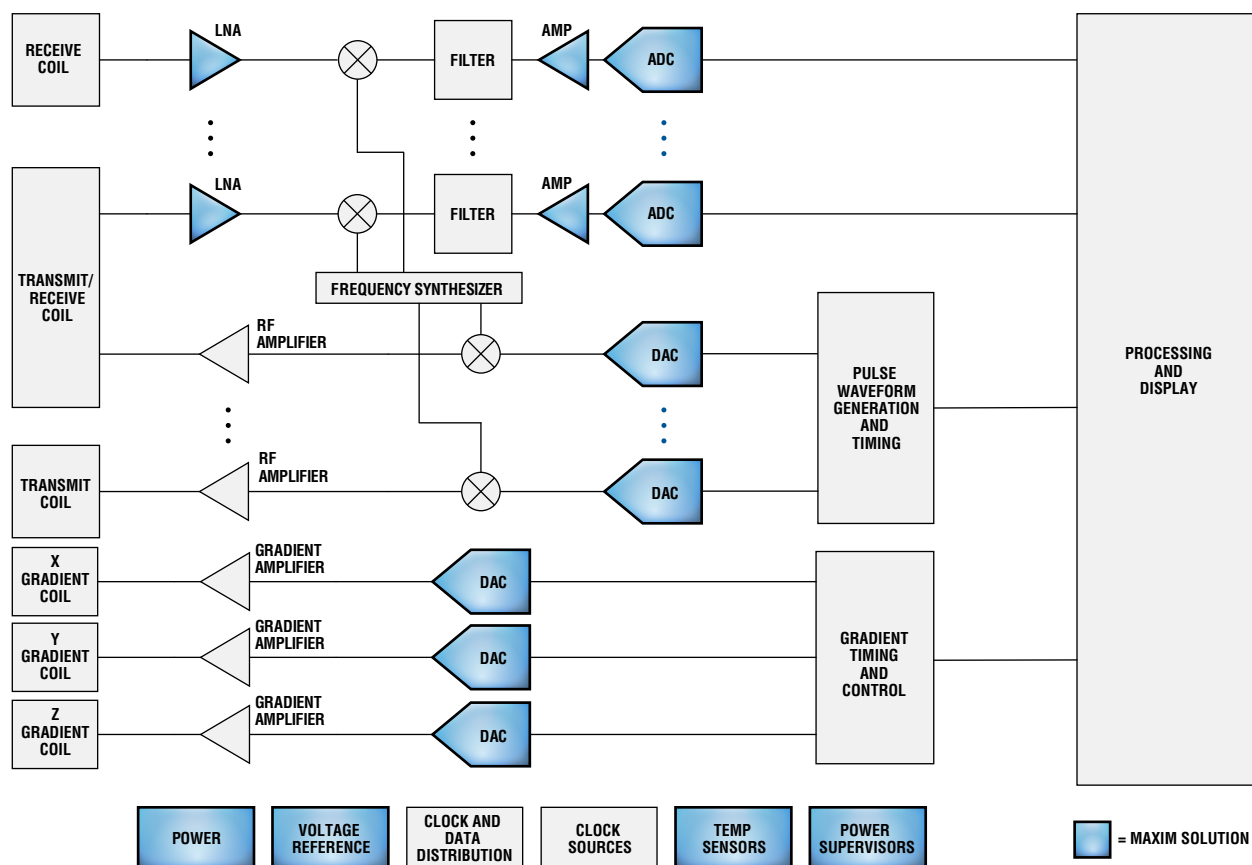 RECEIVE
COIL
LNA
FILTER
AMP
ADC
TRANSMIT/
RECEIVE
COIL
LNA
FILTER
AMP
ADC
FREQUENCY SYNTHESIZER
RF
AMPLIFIER
DAC
PULSE
WAVEFORM
GENERATION
AND
TIMING
PROCESSING
AND
DISPLAY
TRANSMIT
COIL
RF
AMPLIFIER
DAC
X
GRADIENT
COIL
GRADIENT
AMPLIFIER
DAC
Y
GRADIENT
COIL
GRADIENT
AMPLIFIER
DAC
GRADIENT
TIMING
AND
CONTROL
Z
GRADIENT
COIL
GRADIENT
AMPLIFIER
DAC
POWER
VOLTAGE
REFERENCE
CLOCK AND
DATA
DISTRIBUTION
CLOCK
SOURCES
TEMP
SENSORS
POWER
SUPERVISORS
= MAXIM SOLUTION